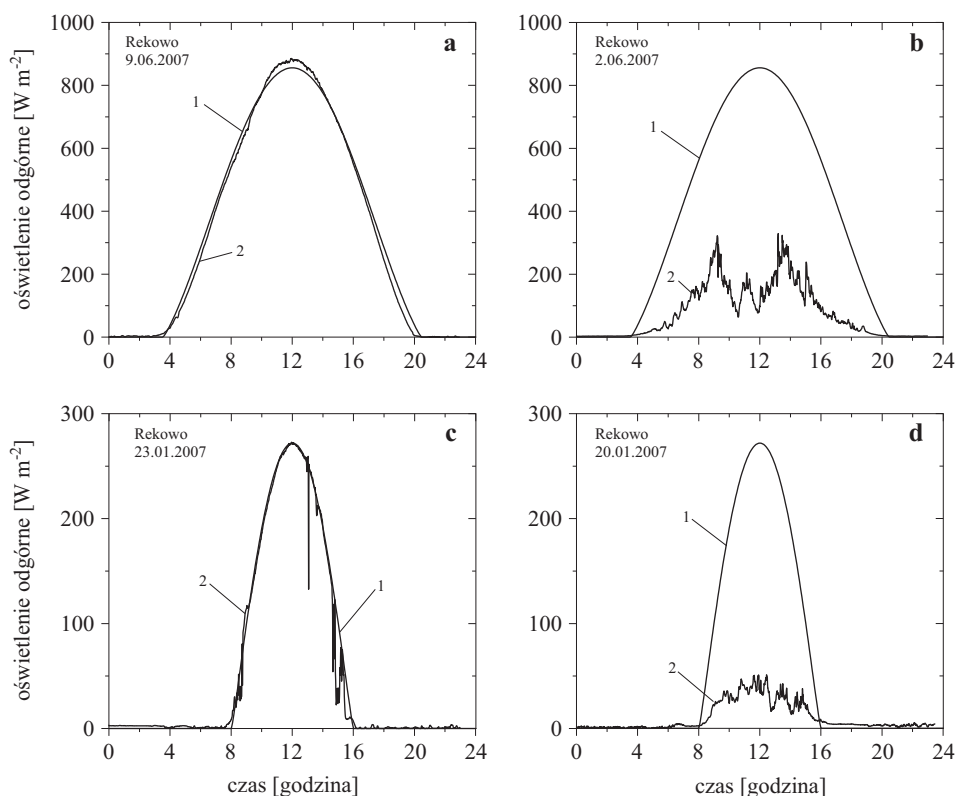 oświetlenie odgórne [W m⁻²]
1000
800
600
400
200
0
Rekowo
9.06.2007
a
1
2
0 4 8 12 16 20 24
1000
800
600
400
200
0
Rekowo
2.06.2007
b
1
2
0 4 8 12 16 20 24
oświetlenie odgórne [W m⁻²]
300
200
100
0
Rekowo
23.01.2007
c
2
1
0 4 8 12 16 20 24
czas [godzina]
300
200
100
0
Rekowo
20.01.2007
d
1
2
0 4 8 12 16 20 24
czas [godzina]